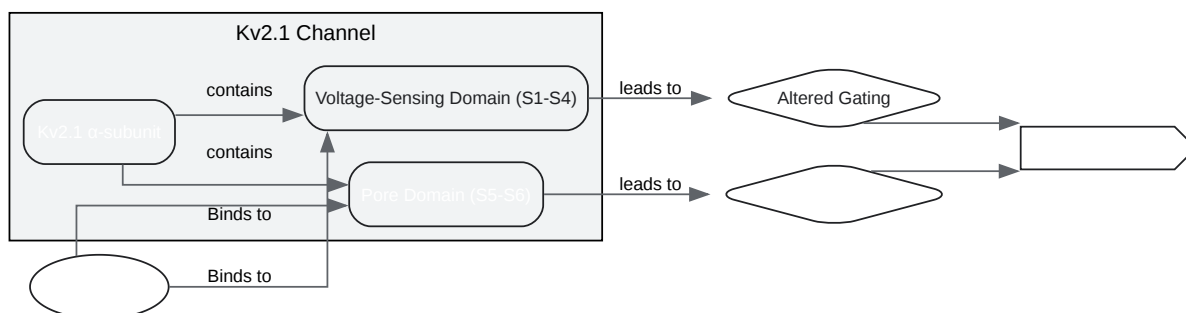 Kv2.1 Channel
contains
Voltage-Sensing Domain (S1-S4)
leads to
Altered Gating
Kv2.1 α-subunit
contains
Pore Domain (S5-S6)
leads to
Binds to
Binds to